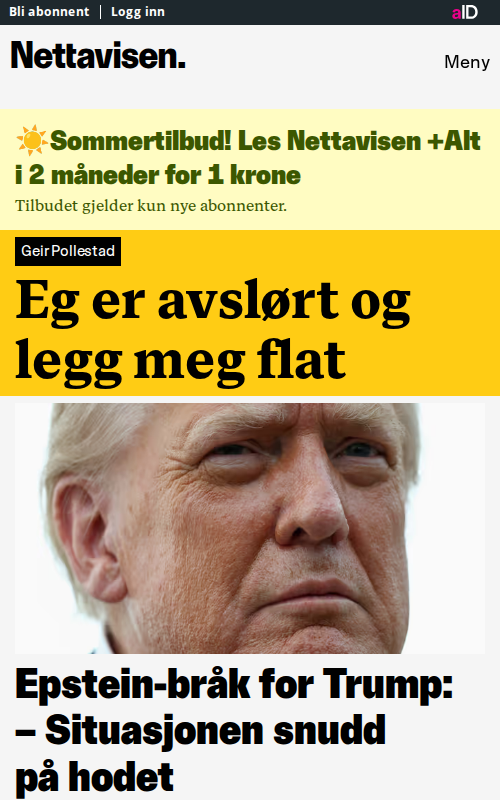 Bli abonnent
Logg inn
aID
Nettavisen.
Meny
Sommertilbud! Les Nettavisen +Alt
i 2 måneder for 1 krone
Tilbudet gjelder kun nye abonnenter.
Geir Pollestad
Eg er avslørt og
legg meg flat
Epstein-bråk for Trump:
– Situasjonen snudd
på hodet